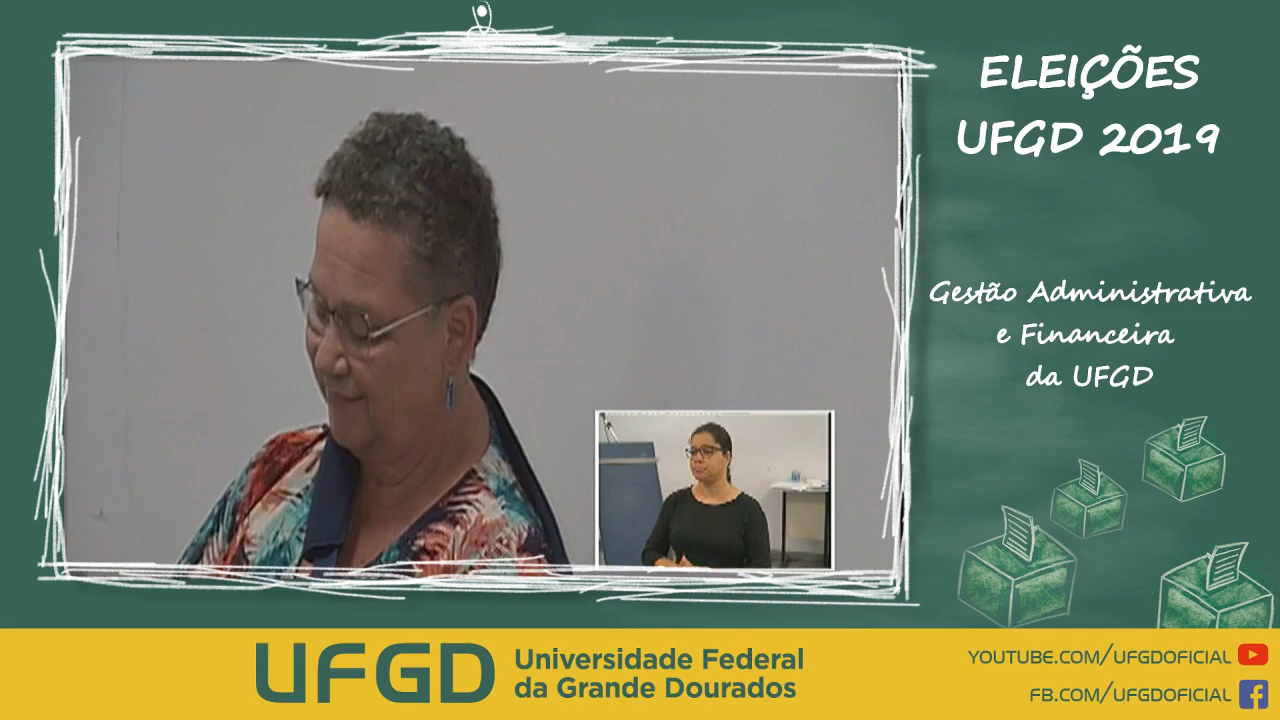 ELEIÇÕES
UFGD 2019
Gestão Administrativa
e Financeira
da UFGD
UFGD
Universidade Federal
da Grande Dourados
YOUTUBE.COM/UFGDOFICIAL
FB.COM/UFGDOFICIAL